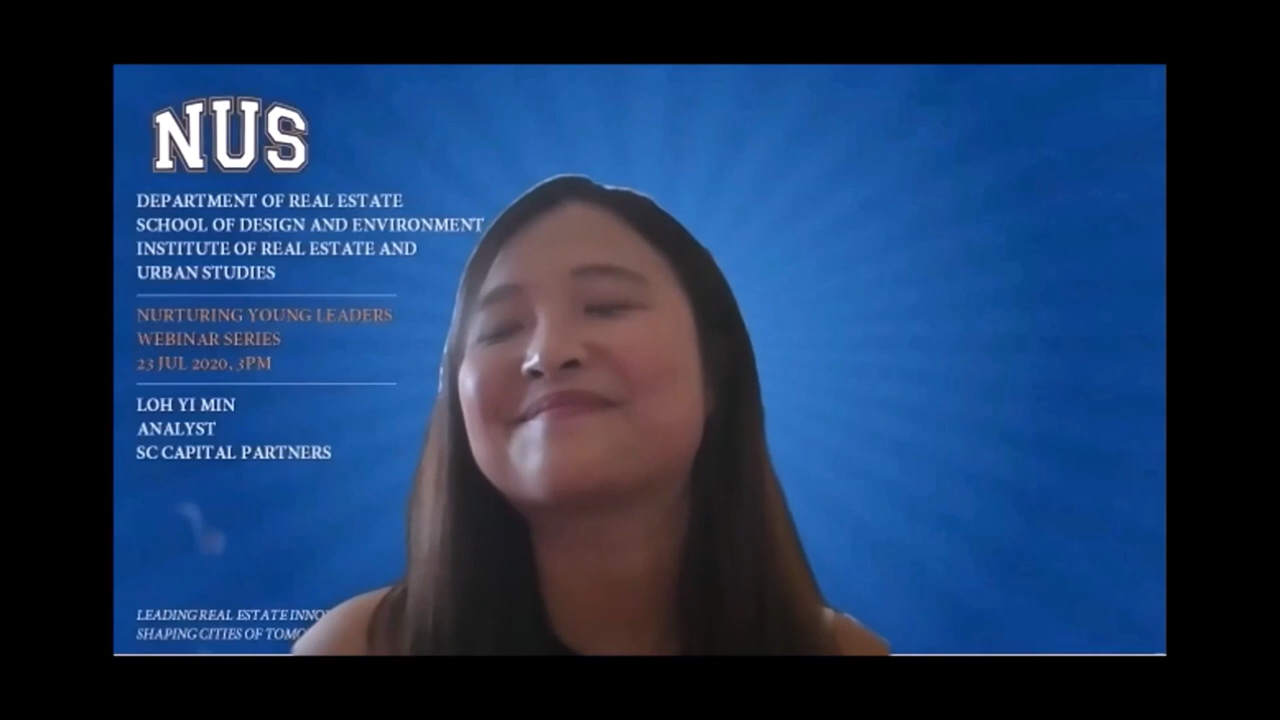 NUS
DEPARTMENT OF REAL ESTATE
SCHOOL OF DESIGN AND ENVIRONMENT
INSTITUTE OF REAL ESTATE AND
URBAN STUDIES
NURTURING YOUNG LEADERS
WEBINAR SERIES
23 JUL 2020, 3PM
LOH YI MIN
ANALYST
SC CAPITAL PARTNERS
LEADING REAL ESTATE
SHAPING CITIES OF